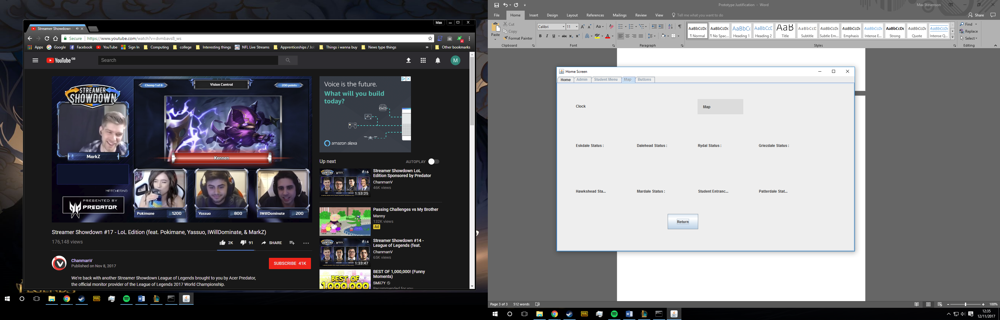 Max
Streamer Showdown
Secure https://www.youtube.com/watch?v=dvmbavs8_ws
Apps Google Facebook YouTube Sign In Computing college Interesting things NFL Live Streams Apprenticeships / Jo Things i wanna buy News type things » Other bookmarks
YouTube GB
Search
M
STREAMER
SHOWDOWN
Chomp 1 of 8
Vision Control
200 points
MarkZ
Kennen
MATCHERINO
PRESENTED BY
PREDATOR
Pokimane 1200
Yassuo 800
IWillDominate 200
Streamer Showdown #17 - LoL Edition (feat. Pokimane, Yassuo, IWillDominate, & MarkZ)
176,148 views
2K 91 SHARE
ChanmanV
Published on Nov 8, 2017
SUBSCRIBE 41K
We're back with another Streamer Showdown League of Legends brought to you by Acer Predator,
the official monitor provider of the League of Legends 2017 World Championship.
Voice is the future.
What will you build
today?
amazon alexa
Up next
AUTOPLAY
#16
1:53:25
Streamer Showdown LoL
Edition Sponsored by Predator
ChanmanV
46K views
Passing Challenges vs My Brother
Manny
132K views
Ad
#14
1:33:47
Streamer Showdown #14 -
League of Legends (feat.
ChanmanV
65K views
BEST OF
1,000,000
BEST OF 1,000,000! (Funny
Moments)
SMii7Y
Recommended for you
Prototype Justification - Word
Max Stevenson
File Home Insert Design Layout References Mailings Review View Tell me what you want to do
Share
Paste
Cut
Copy
Format Painter
Clipboard
Calibri 11
B I U abc
Font
Paragraph
AaBbCcDc AaBbCcDc AaBbCc AaBbCcE AaB AaBbCcE AaBbCcDc AaBbCcDc AaBbCcDc AaBbCcDc AaBbCcDc AaBbCcDc
¶ Normal ¶ No Spac... Heading 1 Heading 2 Title Subtitle Subtle Em... Emphasis Intense E... Strong Quote Intense Q...
Styles
Find
Replace
Select
Editing
Home Screen
Home Admin Student Menu Map Buttons
Clock
Map
Eskdale Status : Dalehead Status : Rydal Status : Griezdale Status :
Hawkshead Sta... Mardale Status : Student Entranc... Patterdale Stat...
Return
Page 3 of 3 512 words
100%
12:35
12/11/2017